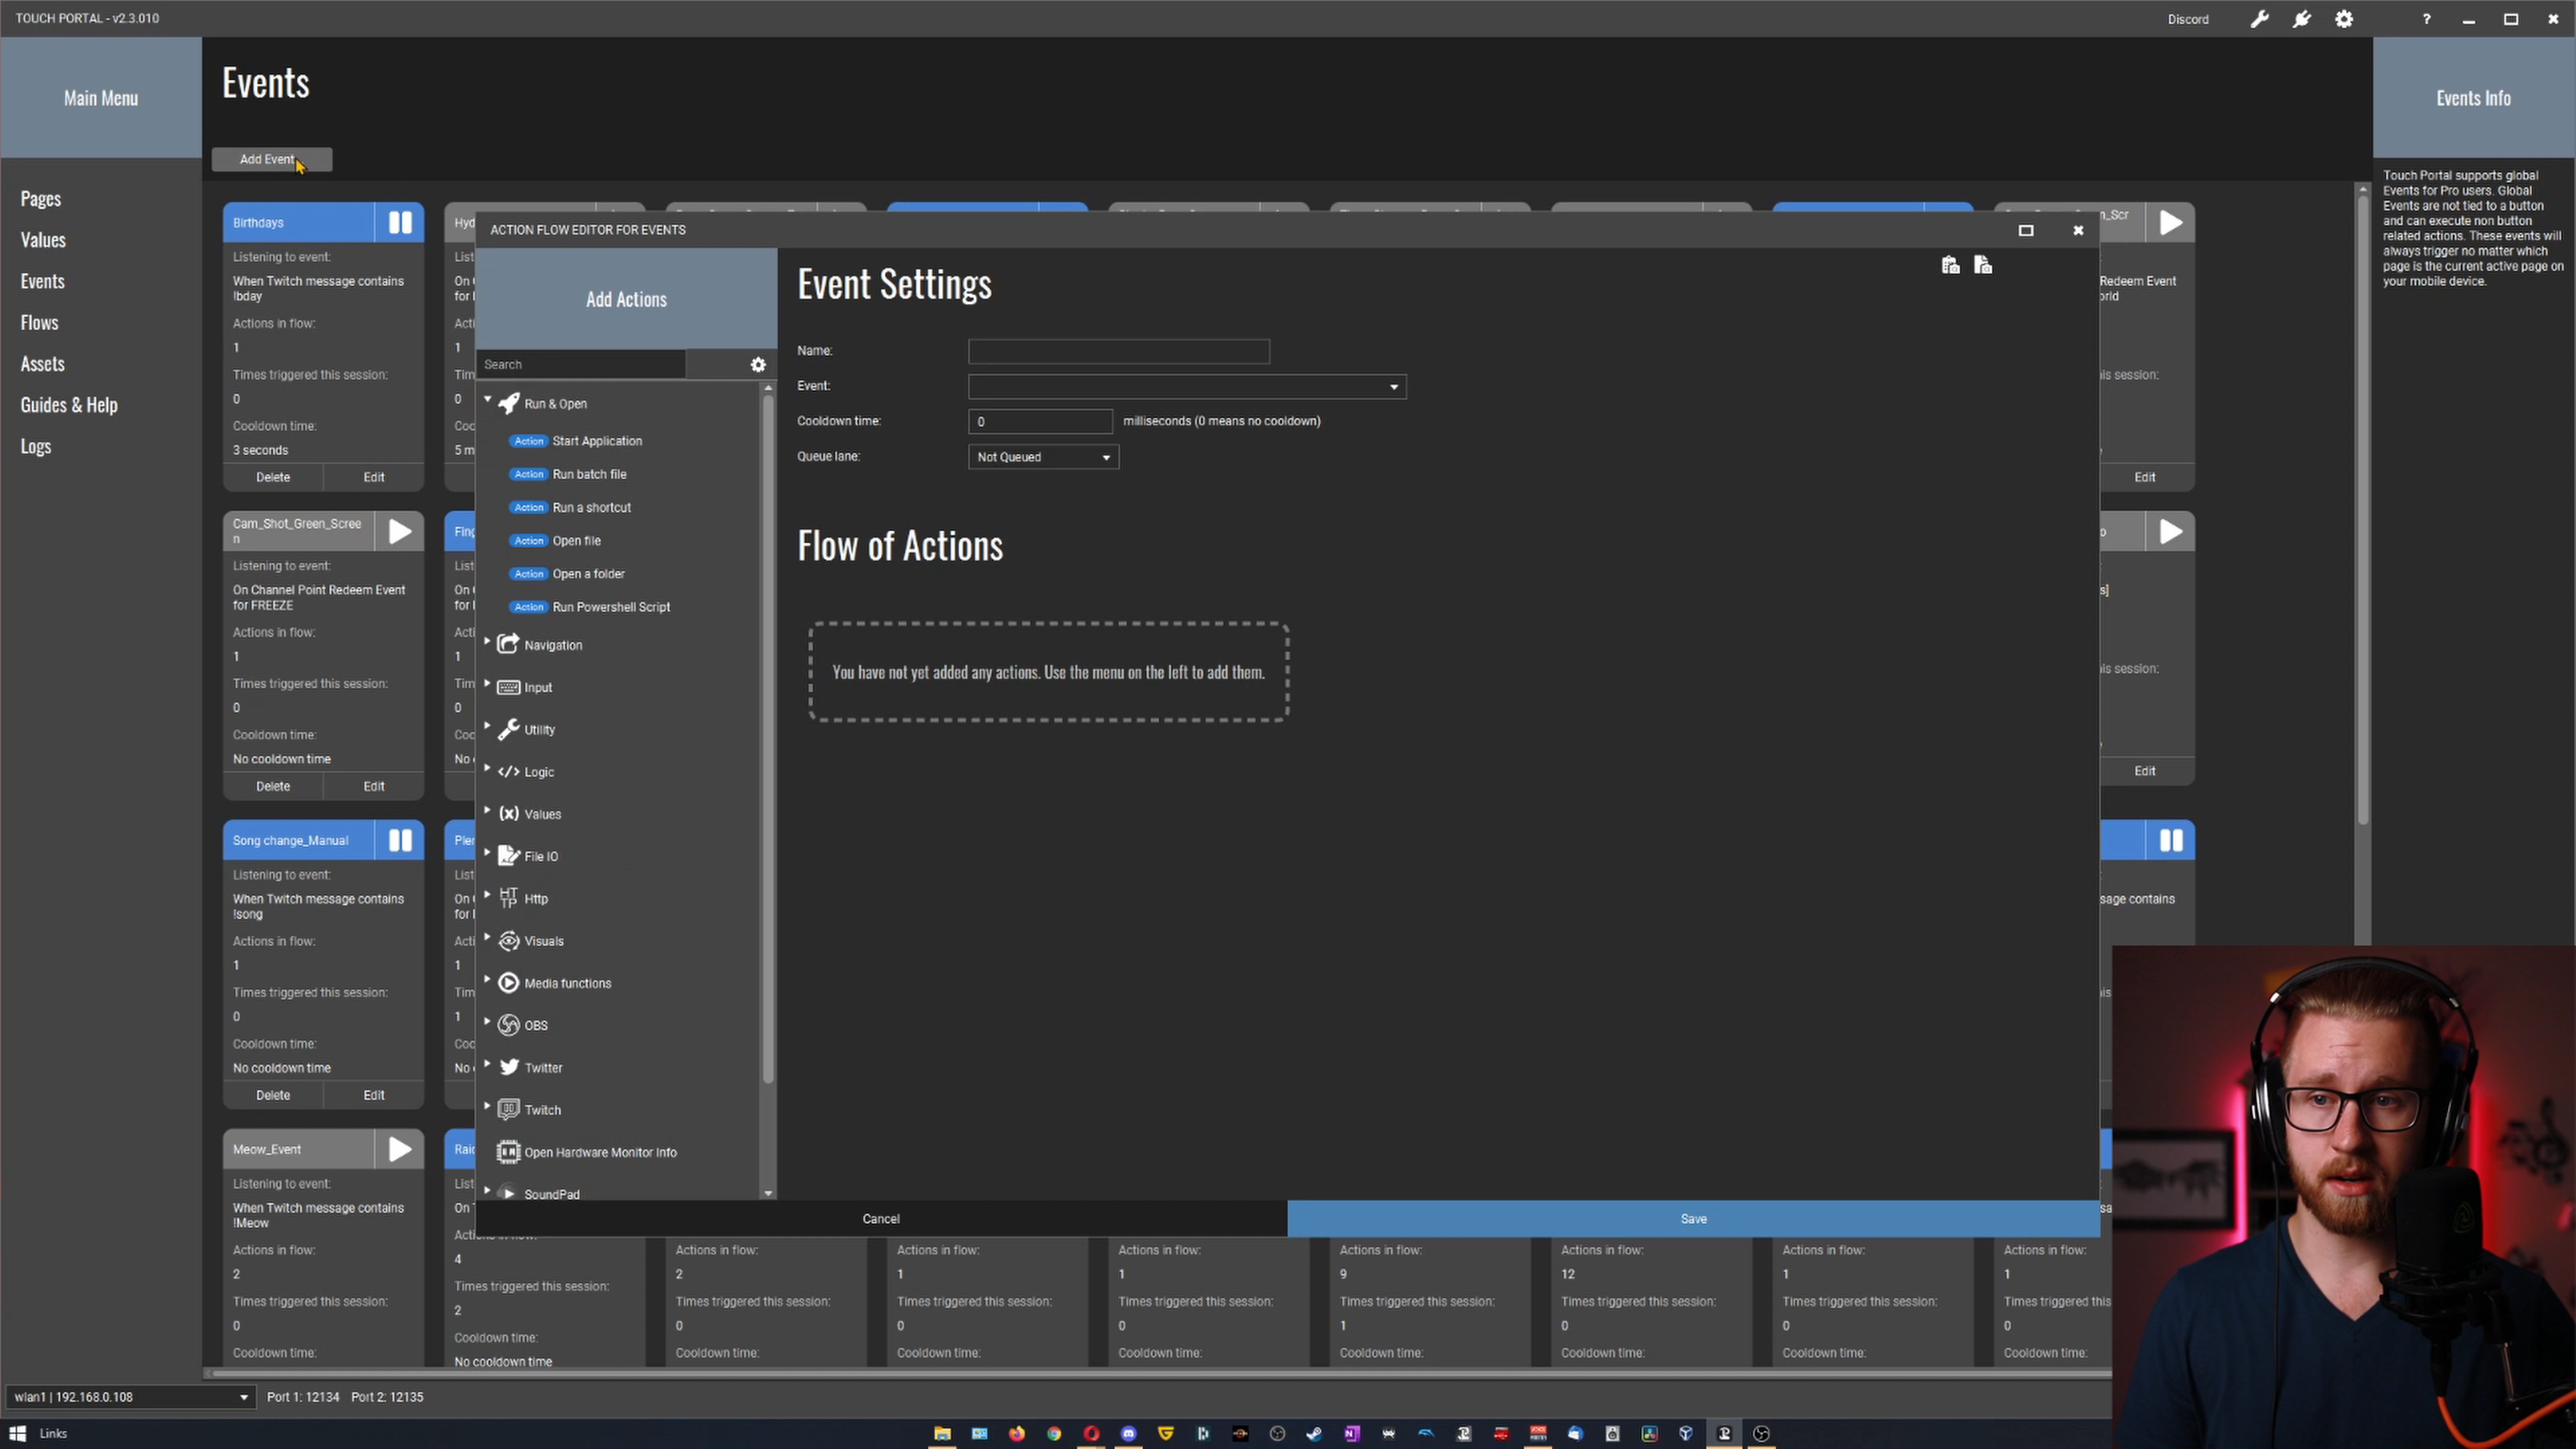 TOUCH PORTAL - v2.3.010
Discord
?
Main Menu
Events
Events Info
Add Event
Pages
Values
Events
Flows
Assets
Guides & Help
Logs
Touch Portal supports global
Events for Pro users. Global
Events are not tied to a button
and can execute non button
related actions. These events will
always trigger no matter which
page is the current active page on
your mobile device.
Birthdays
Listening to event:
When Twitch message contains
!bday
Actions in flow:
1
Times triggered this session:
0
Cooldown time:
3 seconds
Delete
Edit
Cam_Shot_Green_Scree
n
Listening to event:
On Channel Point Redeem Event
for FREEZE
Actions in flow:
1
Times triggered this session:
0
Cooldown time:
No cooldown time
Delete
Edit
Song change_Manual
Listening to event:
When Twitch message contains
!song
Actions in flow:
1
Times triggered this session:
0
Cooldown time:
No cooldown time
Delete
Edit
Meow_Event
Listening to event:
When Twitch message contains
!Meow
Actions in flow:
2
Times triggered this session:
0
Cooldown time:
ACTION FLOW EDITOR FOR EVENTS
Add Actions
Search
Run & Open
Action Start Application
Action Run batch file
Action Run a shortcut
Action Open file
Action Open a folder
Action Run Powershell Script
Navigation
Input
Utility
Logic
Values
File IO
Http
Visuals
Media functions
OBS
Twitter
Twitch
Open Hardware Monitor Info
SoundPad
Event Settings
Name:
Event:
Cooldown time:
0
milliseconds (0 means no cooldown)
Queue lane:
Not Queued
Flow of Actions
You have not yet added any actions. Use the menu on the left to add them.
Cancel
Save
Redeem Event
Edit
Edit
4
Times triggered this session:
2
Cooldown time:
No cooldown time
Actions in flow:
2
Times triggered this session:
0
Cooldown time:
Actions in flow:
1
Times triggered this session:
0
Cooldown time:
Actions in flow:
1
Times triggered this session:
0
Cooldown time:
Actions in flow:
9
Times triggered this session:
1
Cooldown time:
Actions in flow:
12
Times triggered this session:
0
Cooldown time:
Actions in flow:
1
Times triggered this session:
0
Cooldown time:
Actions in flow:
1
Times triggered this
0
Cooldown time:
wlan1 | 192.168.0.108
Port 1: 12134
Port 2: 12135
Links